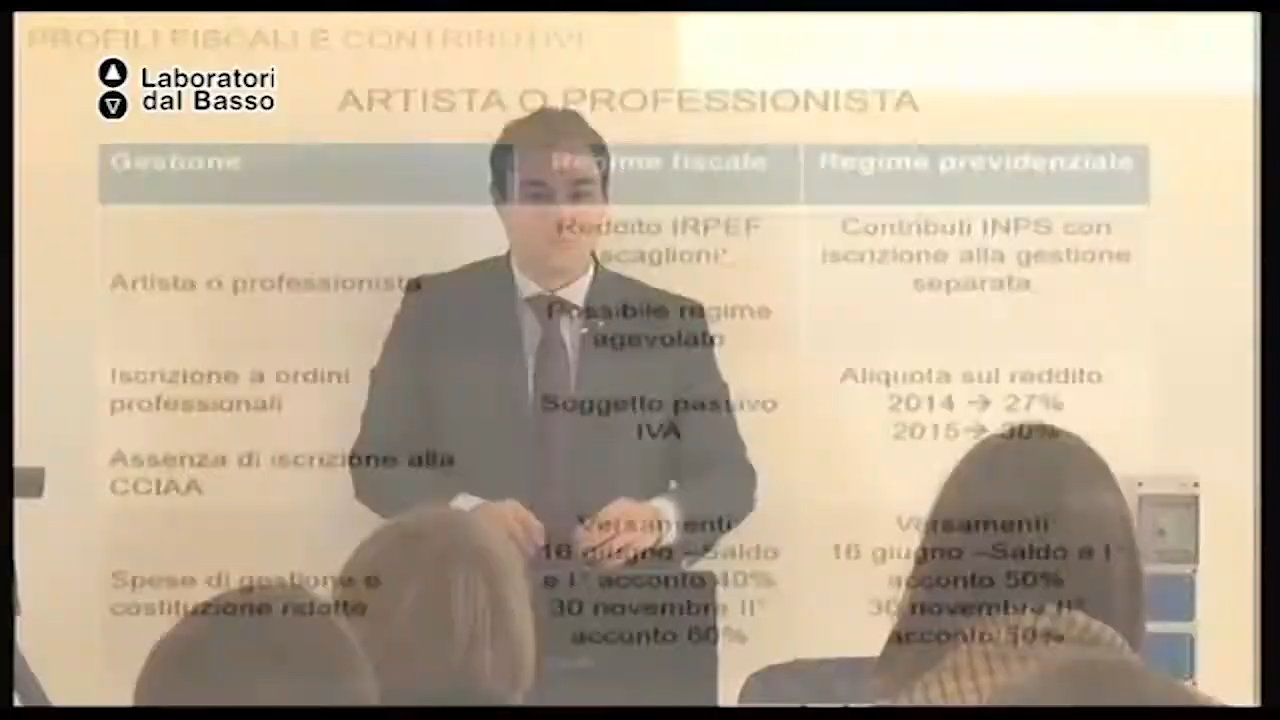 PROFILI FISCALI E CONTRIBUTIVI
Laboratori
dal Basso
ARTISTA O PROFESSIONISTA
Gestione
Regime fiscale
Regime previdenziale
Artista o professionista
Iscrizione a ordini
professionali
Assenza di iscrizione alla
CCIAA
Spese di gestione e
costituzione ridotte
Reddito IRPEF
scaglioni
Possibile regime
agevolato
Soggetto passivo
IVA
Versamenti
16 giugno –Saldo
e I° acconto 40%
30 novembre II°
acconto 60%
Contributi INPS con
iscrizione alla gestione
separata
Aliquota sul reddito
2014 → 27%
2015→ 30%
Versamenti
16 giugno –Saldo e I°
acconto 50%
30 novembre II°
acconto 50%